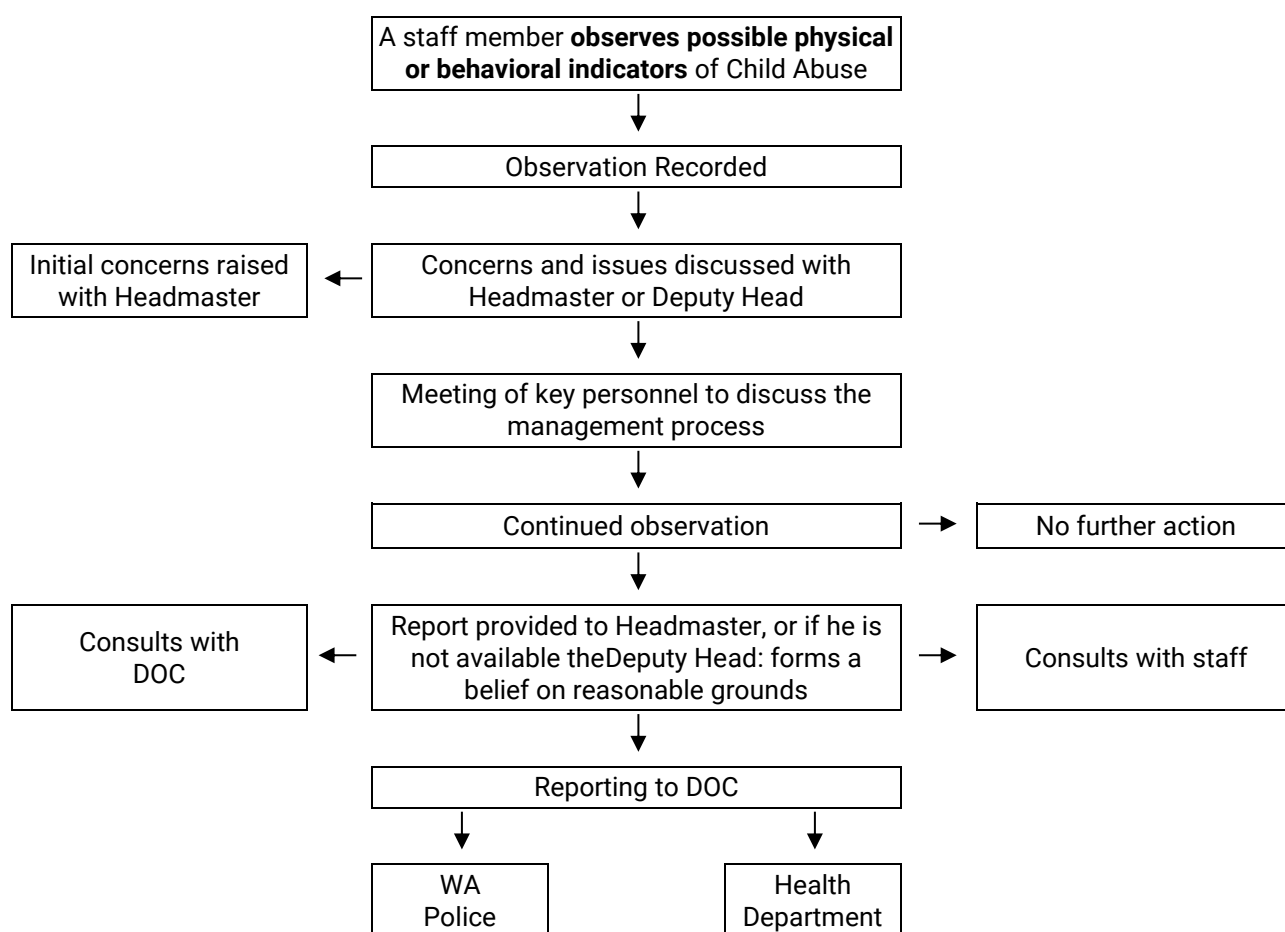 A staff member observes possible physical
or behavioral indicators of Child Abuse
Observation Recorded
Initial concerns raised
with Headmaster
Concerns and issues discussed with
Headmaster or Deputy Head
Meeting of key personnel to discuss the
management process
Continued observation
No further action
Consults with
DOC
Report provided to Headmaster, or if he is
not available theDeputy Head: forms a
belief on reasonable grounds
Consults with staff
Reporting to DOC
WA
Police
Health
Department